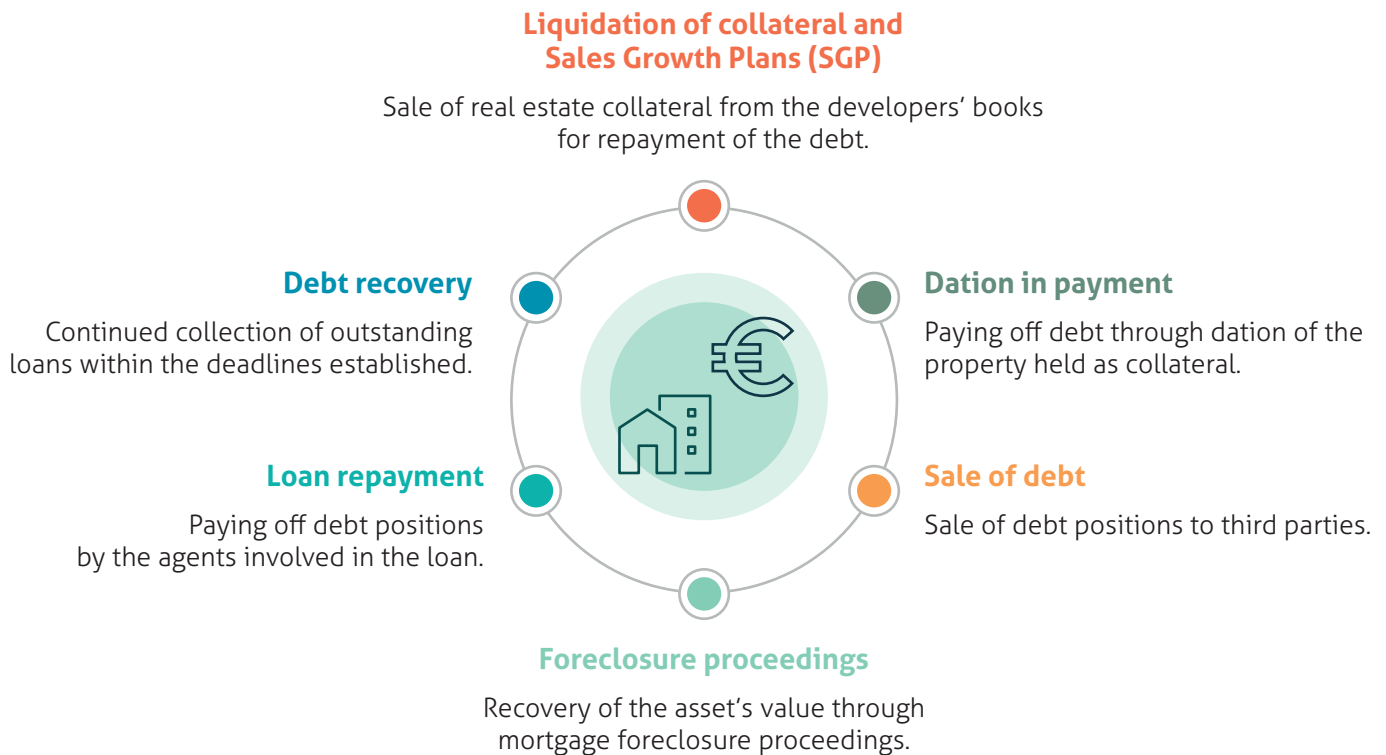 Liquidation of collateral and
Sales Growth Plans (SGP)
Sale of real estate collateral from the developers’ books
for repayment of the debt.
Debt recovery
Continued collection of outstanding
loans within the deadlines established.
Dation in payment
Paying off debt through dation of the
property held as collateral.
Loan repayment
Paying off debt positions
by the agents involved in the loan.
Sale of debt
Sale of debt positions to third parties.
Foreclosure proceedings
Recovery of the asset’s value through
mortgage foreclosure proceedings.